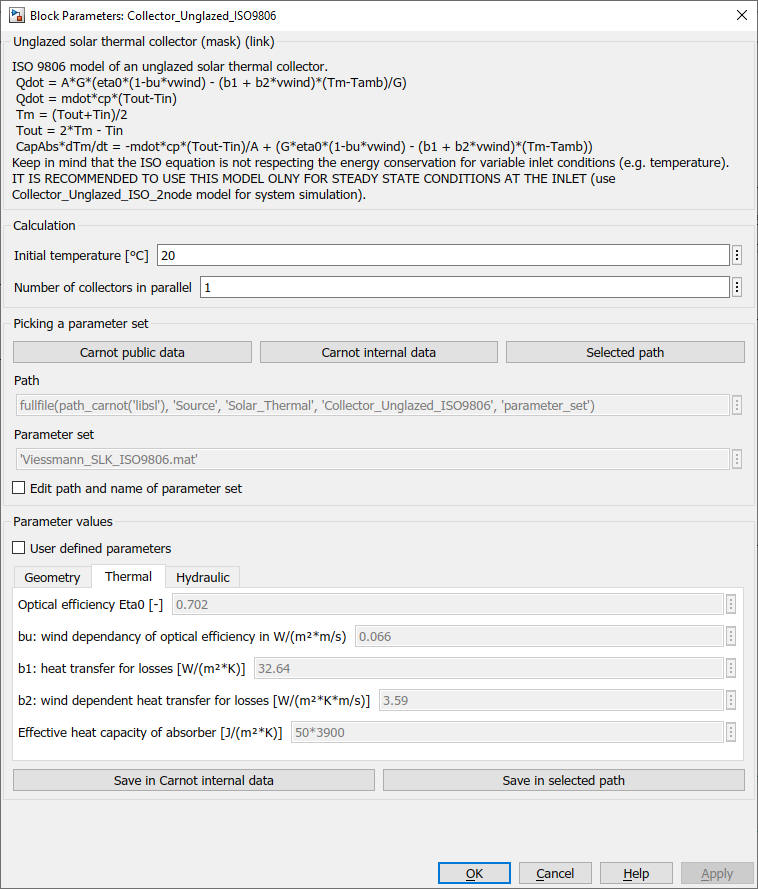 Block Parameters: Collector_Unglazed_ISO9806
Unglazed solar thermal collector (mask) (link)
ISO 9806 model of an unglazed solar thermal collector.
Qdot = A*G*(eta0*(1-bu*vwind) - (b1 + b2*vwind)*(Tm-Tamb)/G)
Qdot = mdot*cp*(Tout-Tin)
Tm = (Tout+Tin)/2
Tout = 2*Tm - Tin
CapAbs*dTm/dt = -mdot*cp*(Tout-Tin)/A + (G*eta0*(1-bu*vwind) - (b1 + b2*vwind)*(Tm-Tamb))
Keep in mind that the ISO equation is not respecting the energy conservation for variable inlet conditions (e.g. temperature).
IT IS RECOMMENDED TO USE THIS MODEL OLNY FOR STEADY STATE CONDITIONS AT THE INLET (use
Collector_Unglazed_ISO_2node model for system simulation).
Calculation
Initial temperature [°C] 20
Number of collectors in parallel 1
Picking a parameter set
Carnot public data Carnot internal data Selected path
Path
fullfile(path_carnot('libsl'), 'Source', 'Solar_Thermal', 'Collector_Unglazed_ISO9806', 'parameter_set')
Parameter set
'Viessmann_SLK_ISO9806.mat'
Edit path and name of parameter set
Parameter values
User defined parameters
Geometry Thermal Hydraulic
Optical efficiency Eta0 [-] 0.702
bu: wind dependancy of optical efficiency in W/(m²*m/s) 0.066
b1: heat transfer for losses [W/(m²*K)] 32.64
b2: wind dependent heat transfer for losses [W/(m²*K*m/s)] 3.59
Effective heat capacity of absorber [J/(m²*K)] 50*3900
Save in Carnot internal data Save in selected path
OK Cancel Help Apply